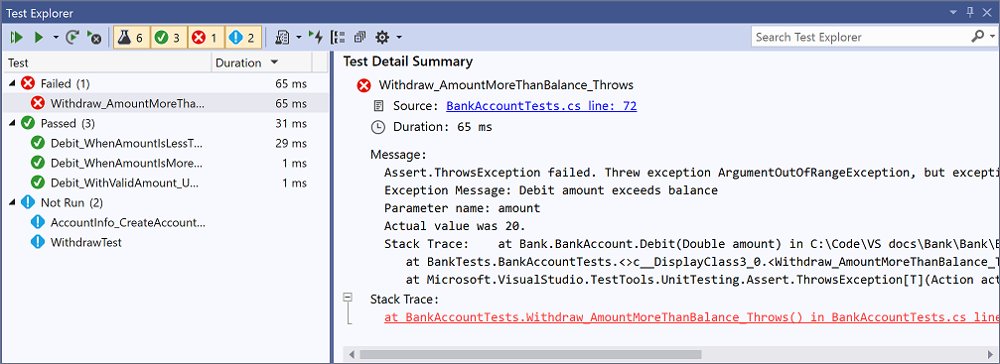 Test Explorer
6 3 1 2
Search Test Explorer
Test Duration
Failed (1) 65 ms
Withdraw_AmountMoreTha... 65 ms
Passed (3) 31 ms
Debit_WhenAmountIsLessT... 29 ms
Debit_WhenAmountIsMore... 1 ms
Debit_WithValidAmount_U... 1 ms
Not Run (2)
AccountInfo_CreateAccount...
WithdrawTest
Test Detail Summary
Withdraw_AmountMoreThanBalance_Throws
Source: BankAccountTests.cs line: 72
Duration: 65 ms
Message:
Assert.ThrowsException failed. Threw exception ArgumentOutOfRangeException, but excepti
Exception Message: Debit amount exceeds balance
Parameter name: amount
Actual value was 20.
Stack Trace: at Bank.BankAccount.Debit(Double amount) in C:\Code\VS docs\Bank\Bank\B
at BankTests.BankAccountTests.<>c__DisplayClass3_0.<Withdraw_AmountMoreThanBalance_T
at Microsoft.VisualStudio.TestTools.UnitTesting.Assert.ThrowsException[T](Action act
Stack Trace:
at BankAccountTests.Withdraw_AmountMoreThanBalance_Throws() in BankAccountTests.cs line